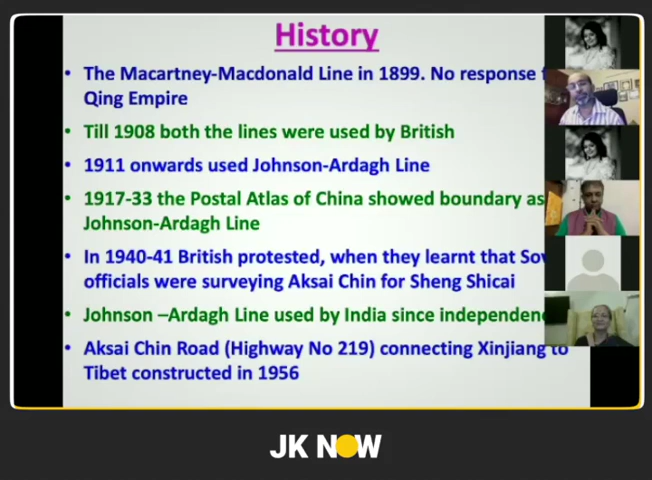 History
• The Macartney-Macdonald Line in 1899. No response
Qing Empire
• Till 1908 both the lines were used by British
• 1911 onwards used Johnson-Ardagh Line
• 1917-33 the Postal Atlas of China showed boundary as
Johnson-Ardagh Line
• In 1940-41 British protested, when they learnt that
officials were surveying Aksai Chin for Sheng Shicai
• Johnson –Ardagh Line used by India since
• Aksai Chin Road (Highway No 219) connecting Xinjiang to
Tibet constructed in 1956
JK NOW